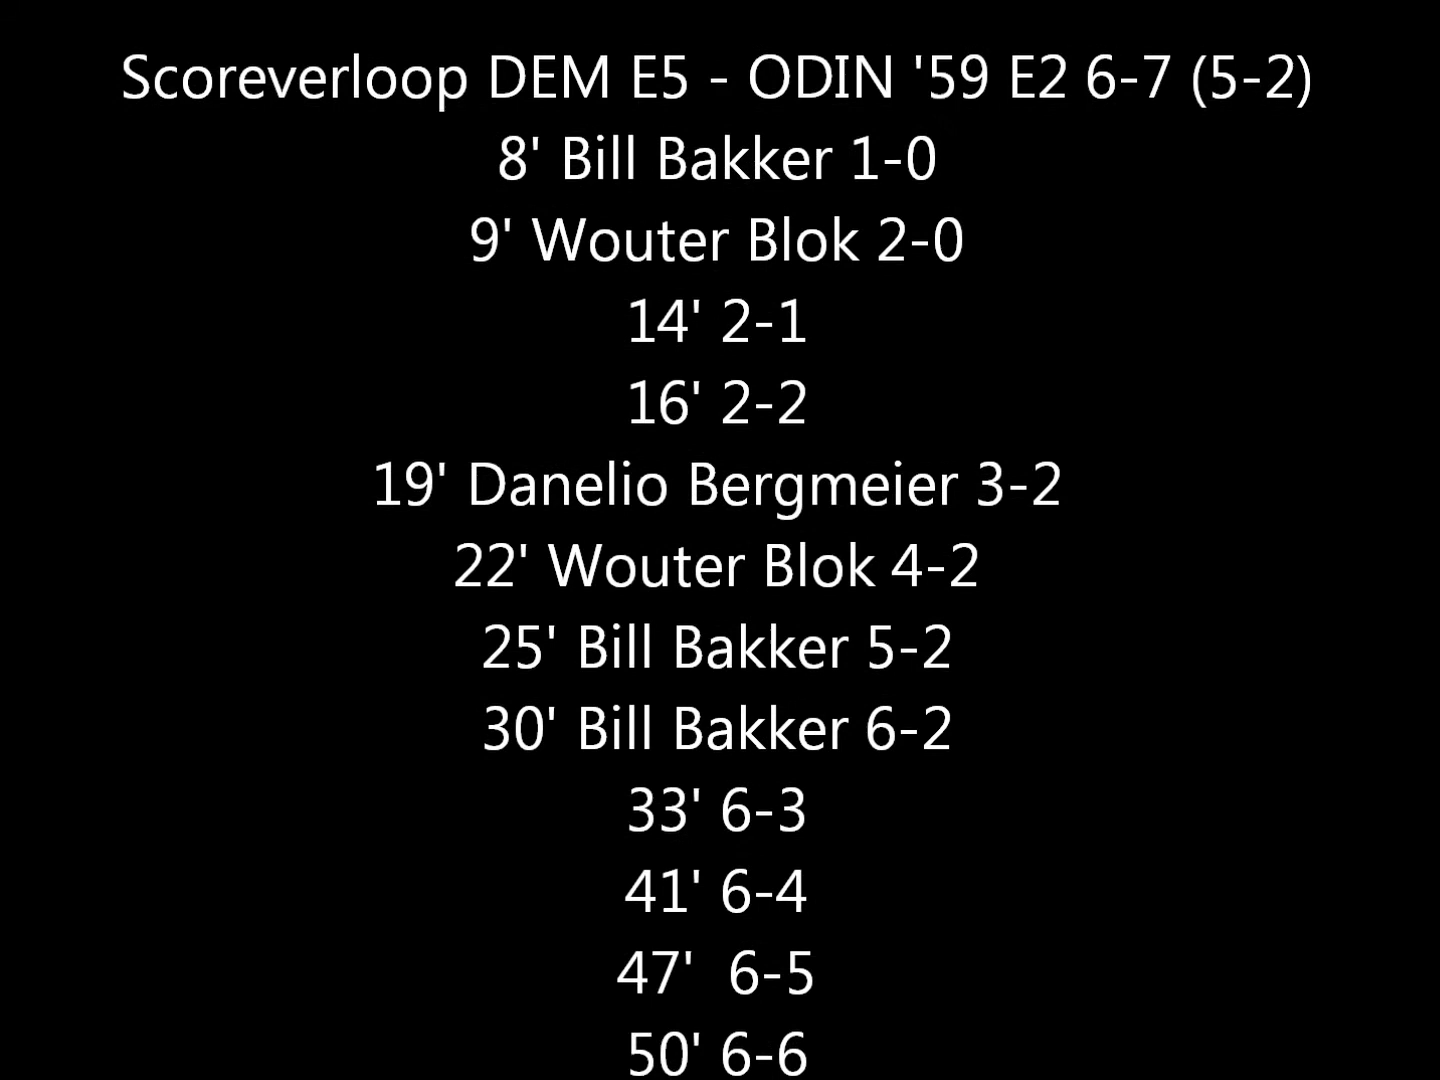 Scoreverloop DEM E5 - ODIN '59 E2 6-7 (5-2)
8' Bill Bakker 1-0
9' Wouter Blok 2-0
14' 2-1
16' 2-2
19' Danelio Bergmeier 3-2
22' Wouter Blok 4-2
25' Bill Bakker 5-2
30' Bill Bakker 6-2
33' 6-3
41' 6-4
47'  6-5
50' 6-6